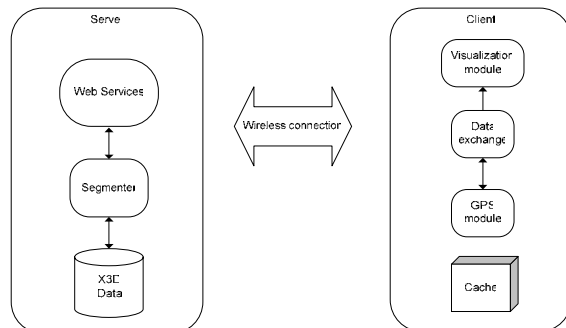 Serve
Web Services
Segmenter
X3D
Data
Wireless connection
Client
Visualization
module
Data
exchange
GPS
module
Cache